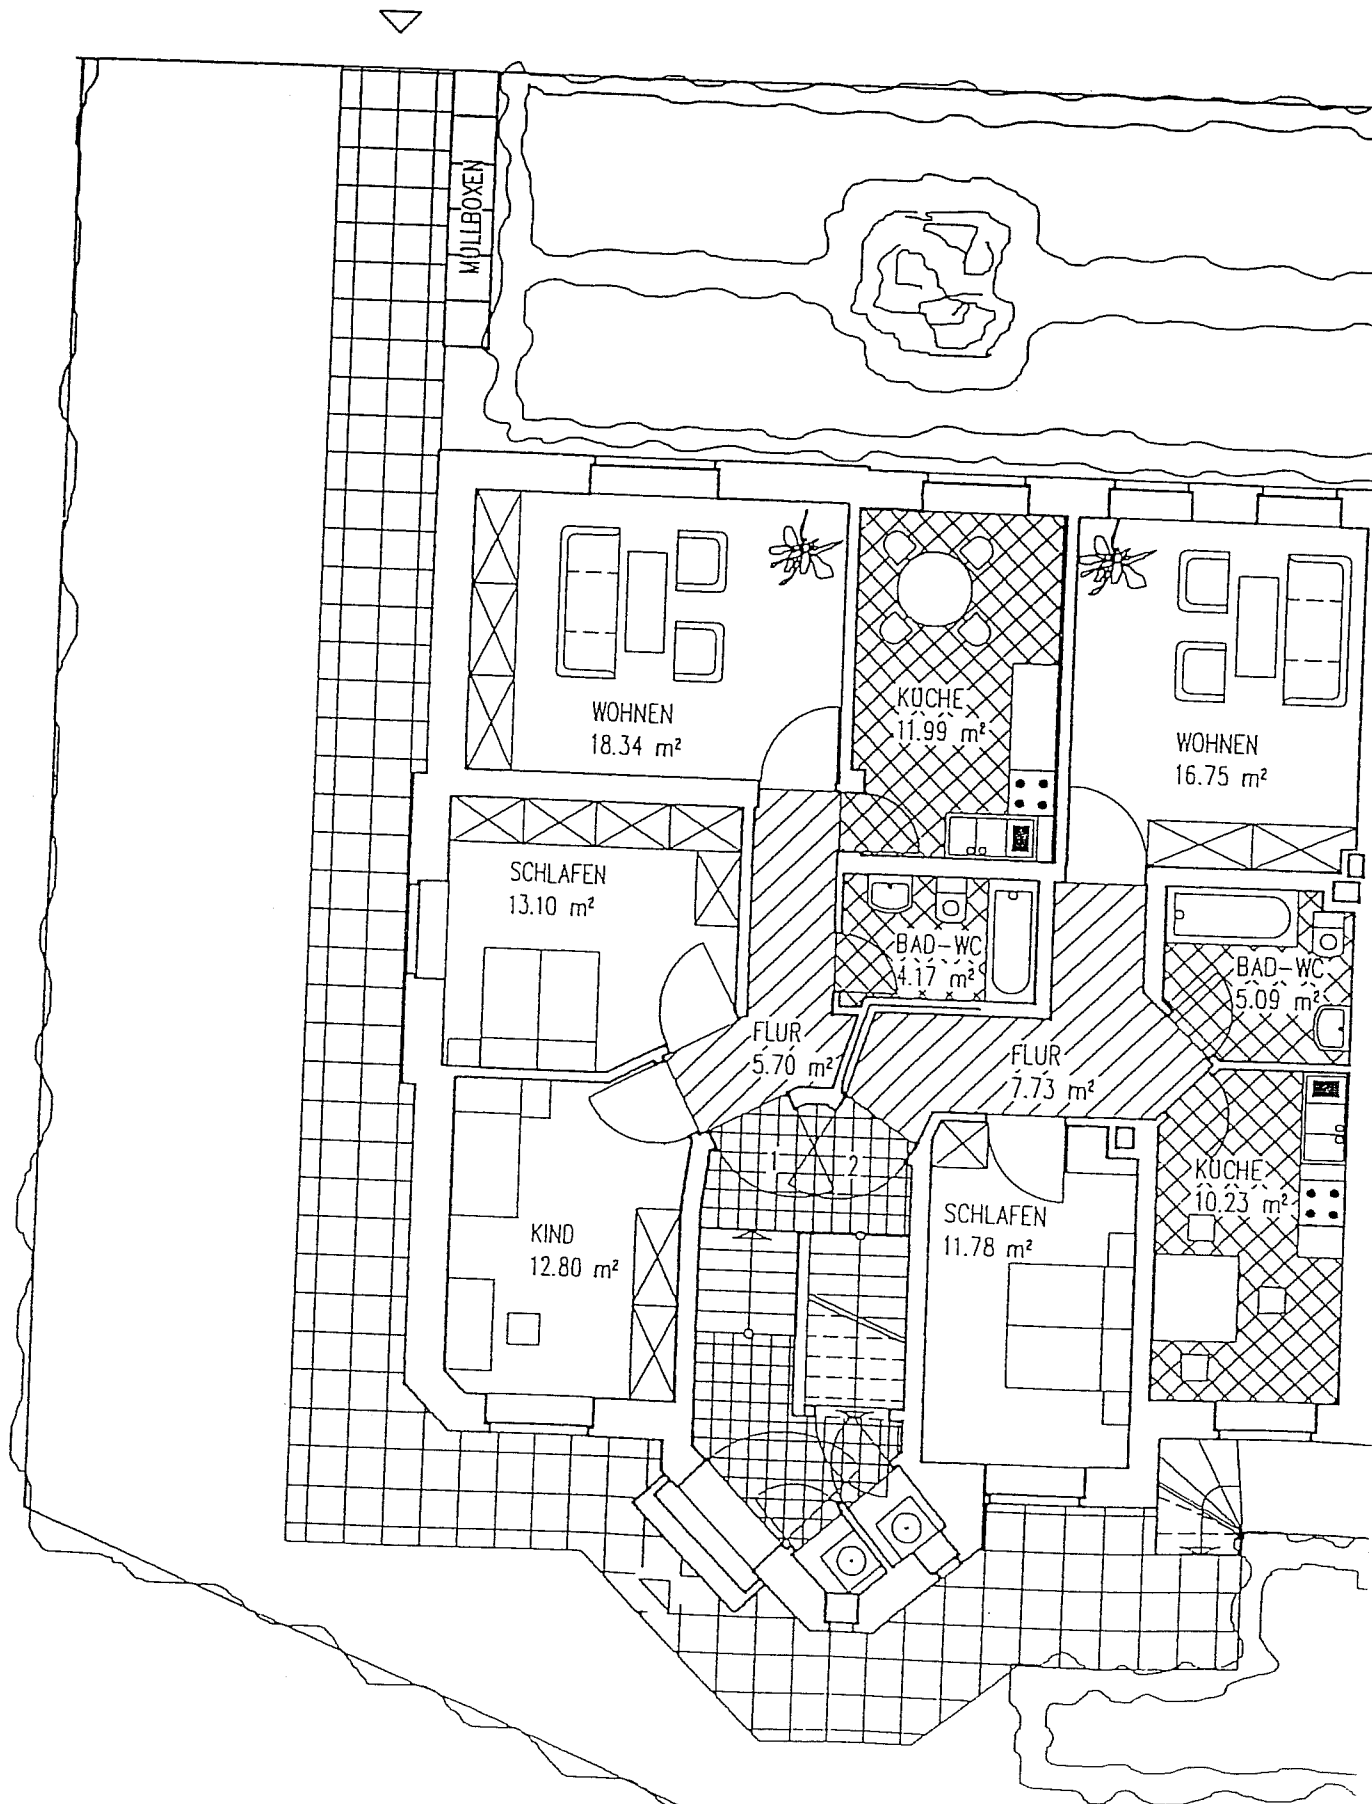 MÜLLBOXEN
WOHNEN
18.34 m²
KÜCHE
11.99 m²
WOHNEN
16.75 m²
SCHLAFEN
13.10 m²
BAD-WC
4.17 m²
BAD-WC
5.09 m²
FLUR
5.70 m²
FLUR
7.73 m²
1 2
KÜCHE
10.23 m²
SCHLAFEN
11.78 m²
KIND
12.80 m²